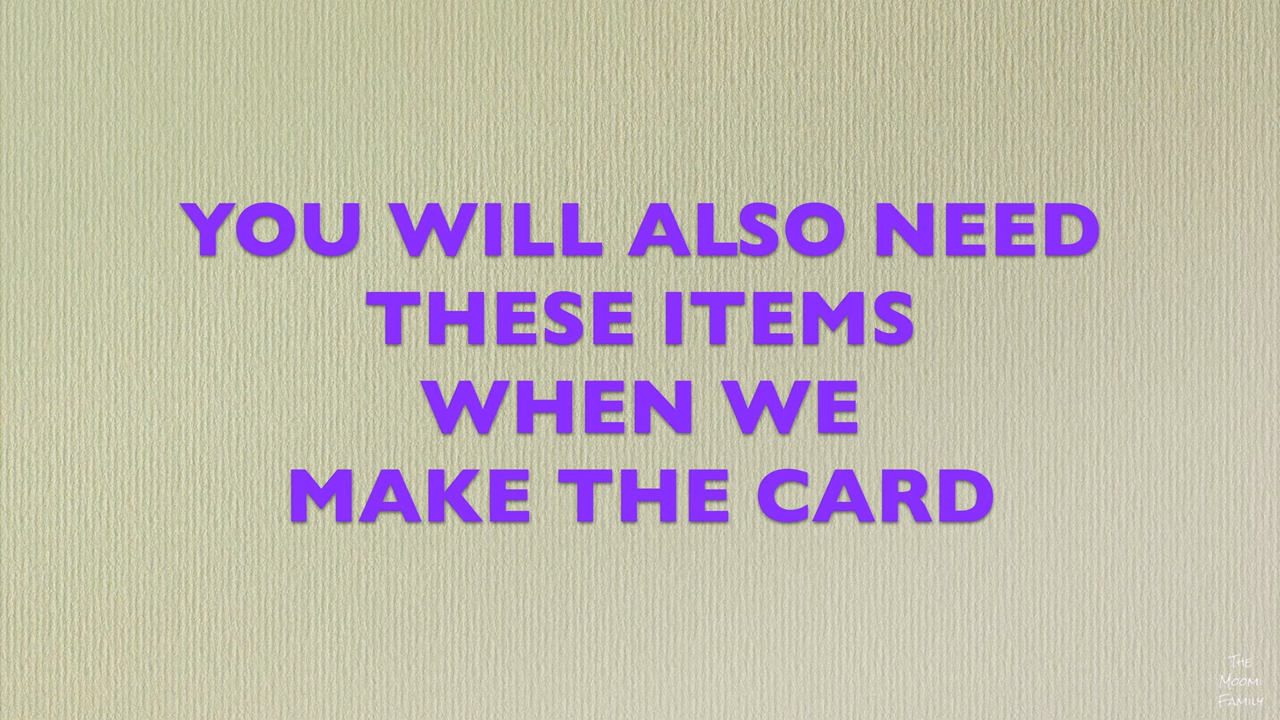 YOU WILL ALSO NEED
THESE ITEMS
WHEN WE
MAKE THE CARD
The
Moomi
Family